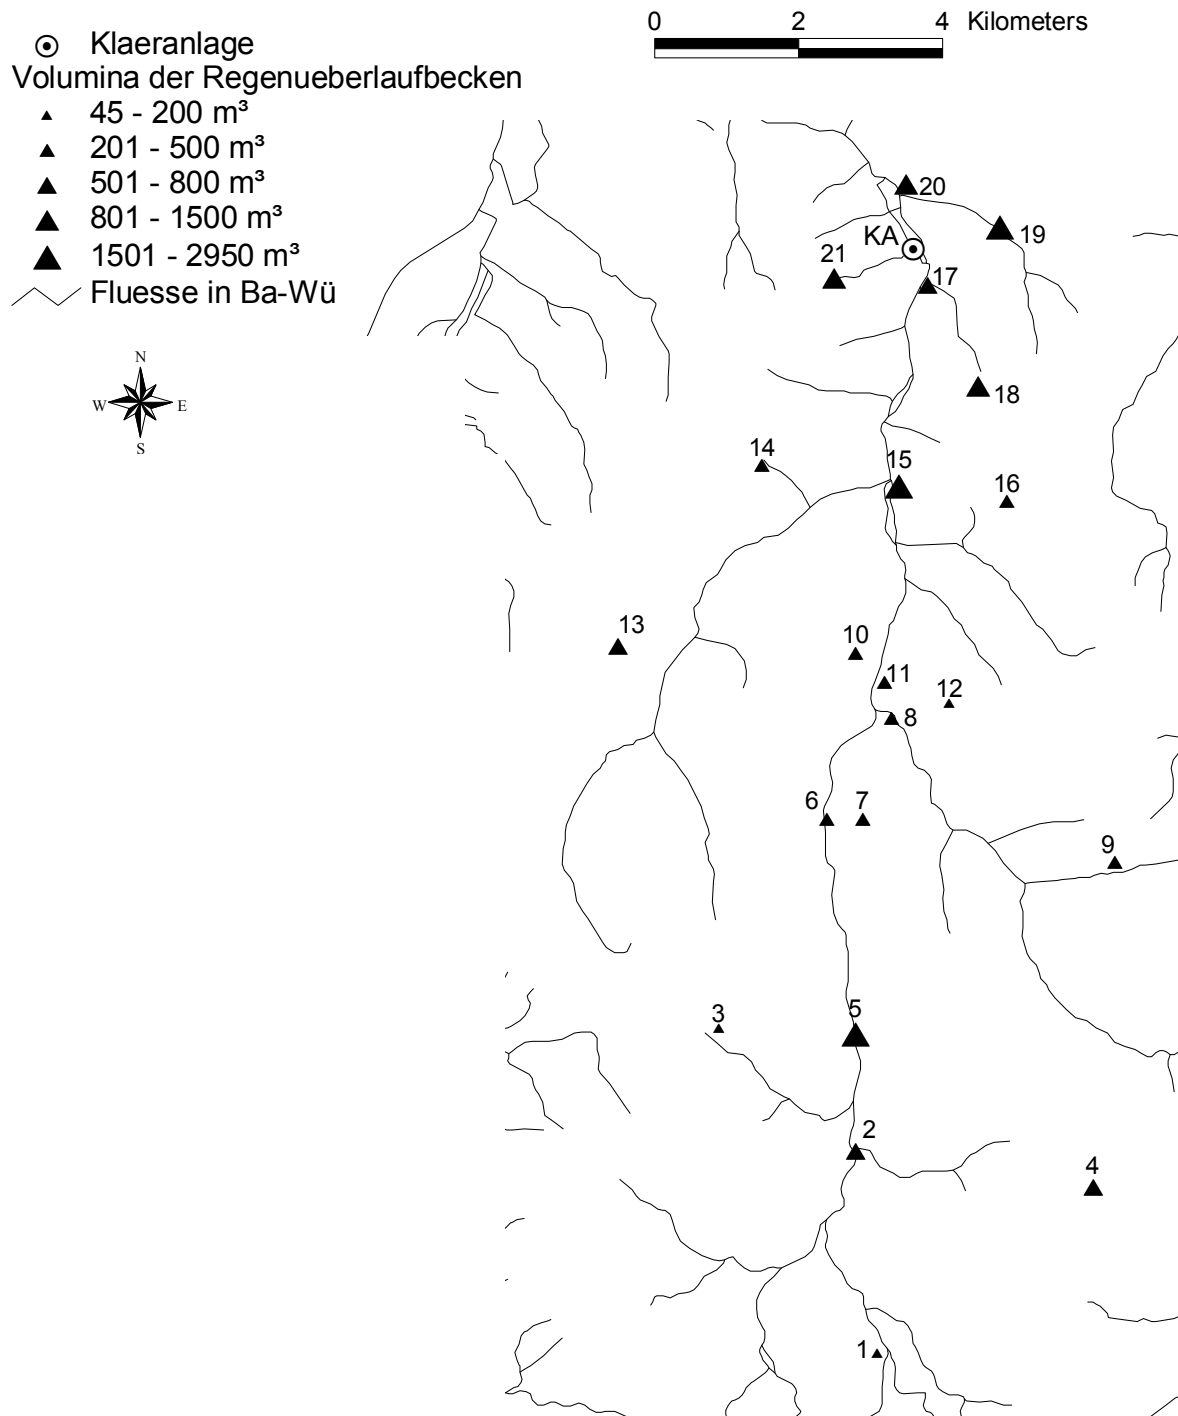 0 2 4 Kilometers
Klaeranlage
Volumina der Regenueberlaufbecken
45 - 200 m³
201 - 500 m³
501 - 800 m³
801 - 1500 m³
1501 - 2950 m³
Fluesse in Ba-Wü
N
W E
S
20
KA
19
21
17
18
14
15
16
13
10
11
12
8
6
7
9
3
5
2
4
1